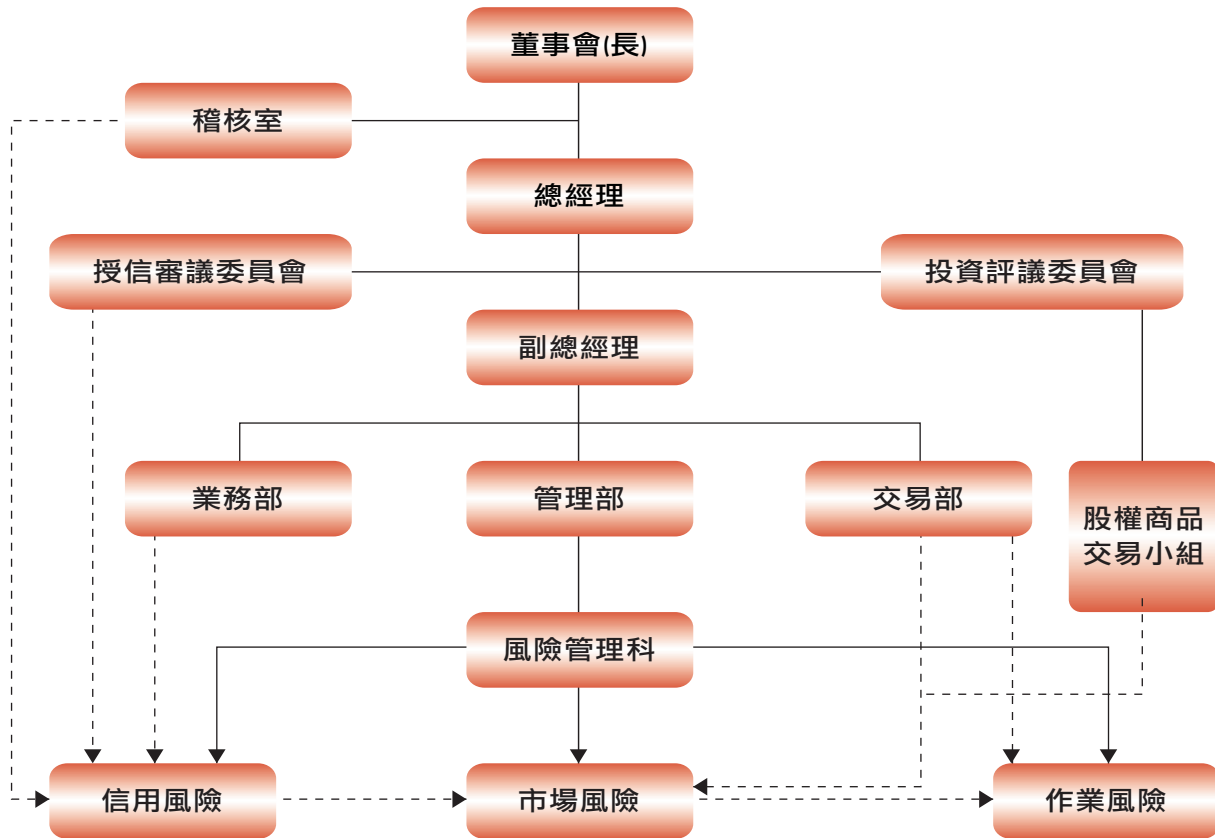 董事會(長)
稽核室
總經理
授信審議委員會
投資評議委員會
副總經理
業務部
管理部
交易部
股權商品
交易小組
風險管理科
信用風險
市場風險
作業風險